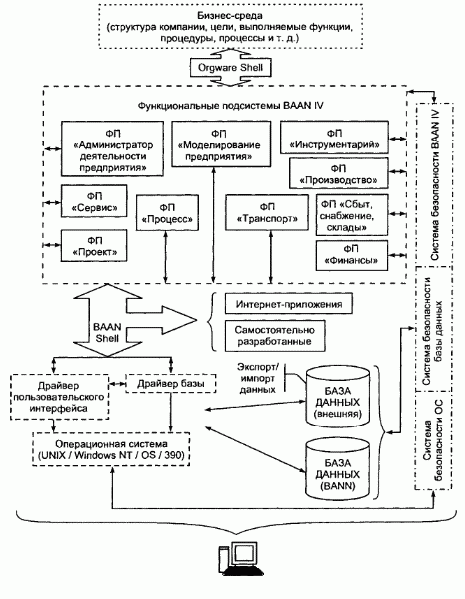 Бизнес-среда
(структура компании, цели, выполняемые функции,
процедуры, процессы и т. д.)
Orgware Shell
Функциональные подсистемы BAAN IV
ФП
«Администратор
деятельности
предприятия»
ФП
«Моделирование
предприятия»
ФП
«Инструментарий»
ФП
«Производство»
ФП
«Сервис»
ФП
«Процесс»
ФП
«Транспорт»
ФП «Сбыт,
снабжение,
склады»
ФП
«Проект»
ФП
«Финансы»
Система безопасности BAAN IV
Система безопасности
базы данных
Система
безопасности ОС
BAAN
Shell
Интернет-приложения
Самостоятельно
разработанные
Драйвер
пользовательского
интерфейса
Драйвер базы
Экспорт/
импорт
данных
БАЗА
ДАННЫХ
(внешняя)
Операционная система
(UNIX / Windows NT / OS / 390)
БАЗА
ДАННЫХ
(BANN)